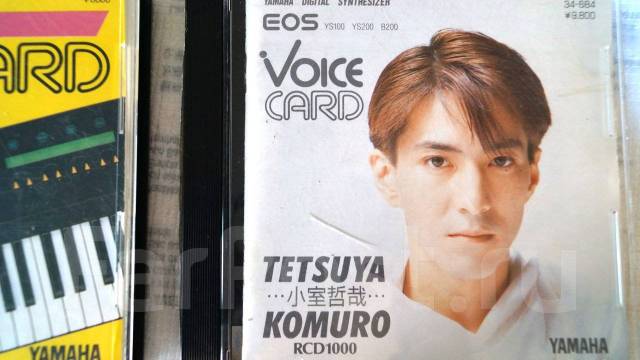 ARD
YAMAHA
YAMAHA DIGITAL SYNTHESIZER
34-684
¥9,800
EOS YS100 YS200 B200
VOICE
CARD
TETSUYA
…小室哲哉…
KOMURO
RCD1000
YAMAHA